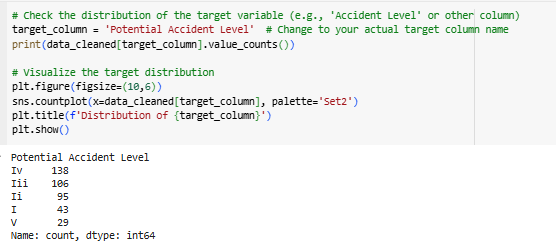 # Check the distribution of the target variable (e.g., 'Accident Level' or other column)
target_column = 'Potential Accident Level'  # Change to your actual target column name
print(data_cleaned[target_column].value_counts())

# Visualize the target distribution
plt.figure(figsize=(10,6))
sns.countplot(x=data_cleaned[target_column], palette='Set2')
plt.title(f'Distribution of {target_column}')
plt.show()

Potential Accident Level
Iv     138
Iii    106
Ii      95
I       43
V       29
Name: count, dtype: int64